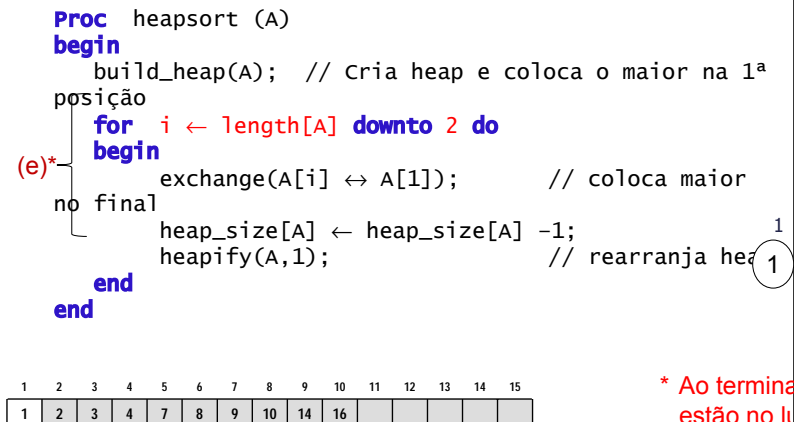 Proc heapsort (A)
begin
build_heap(A); // Cria heap e coloca o maior na 1ª
posição
for i ← length[A] downto 2 do
begin
(e)*
exchange(A[i] ↔ A[1]); // coloca maior
no final
heap_size[A] ← heap_size[A] –1;
1
heapify(A,1); // rearranja
1
end
end
1 2 3 4 5 6 7 8 9 10 11 12 13 14 15
1 2 3 4 7 8 9 10 14 16
* Ao termina
estão no